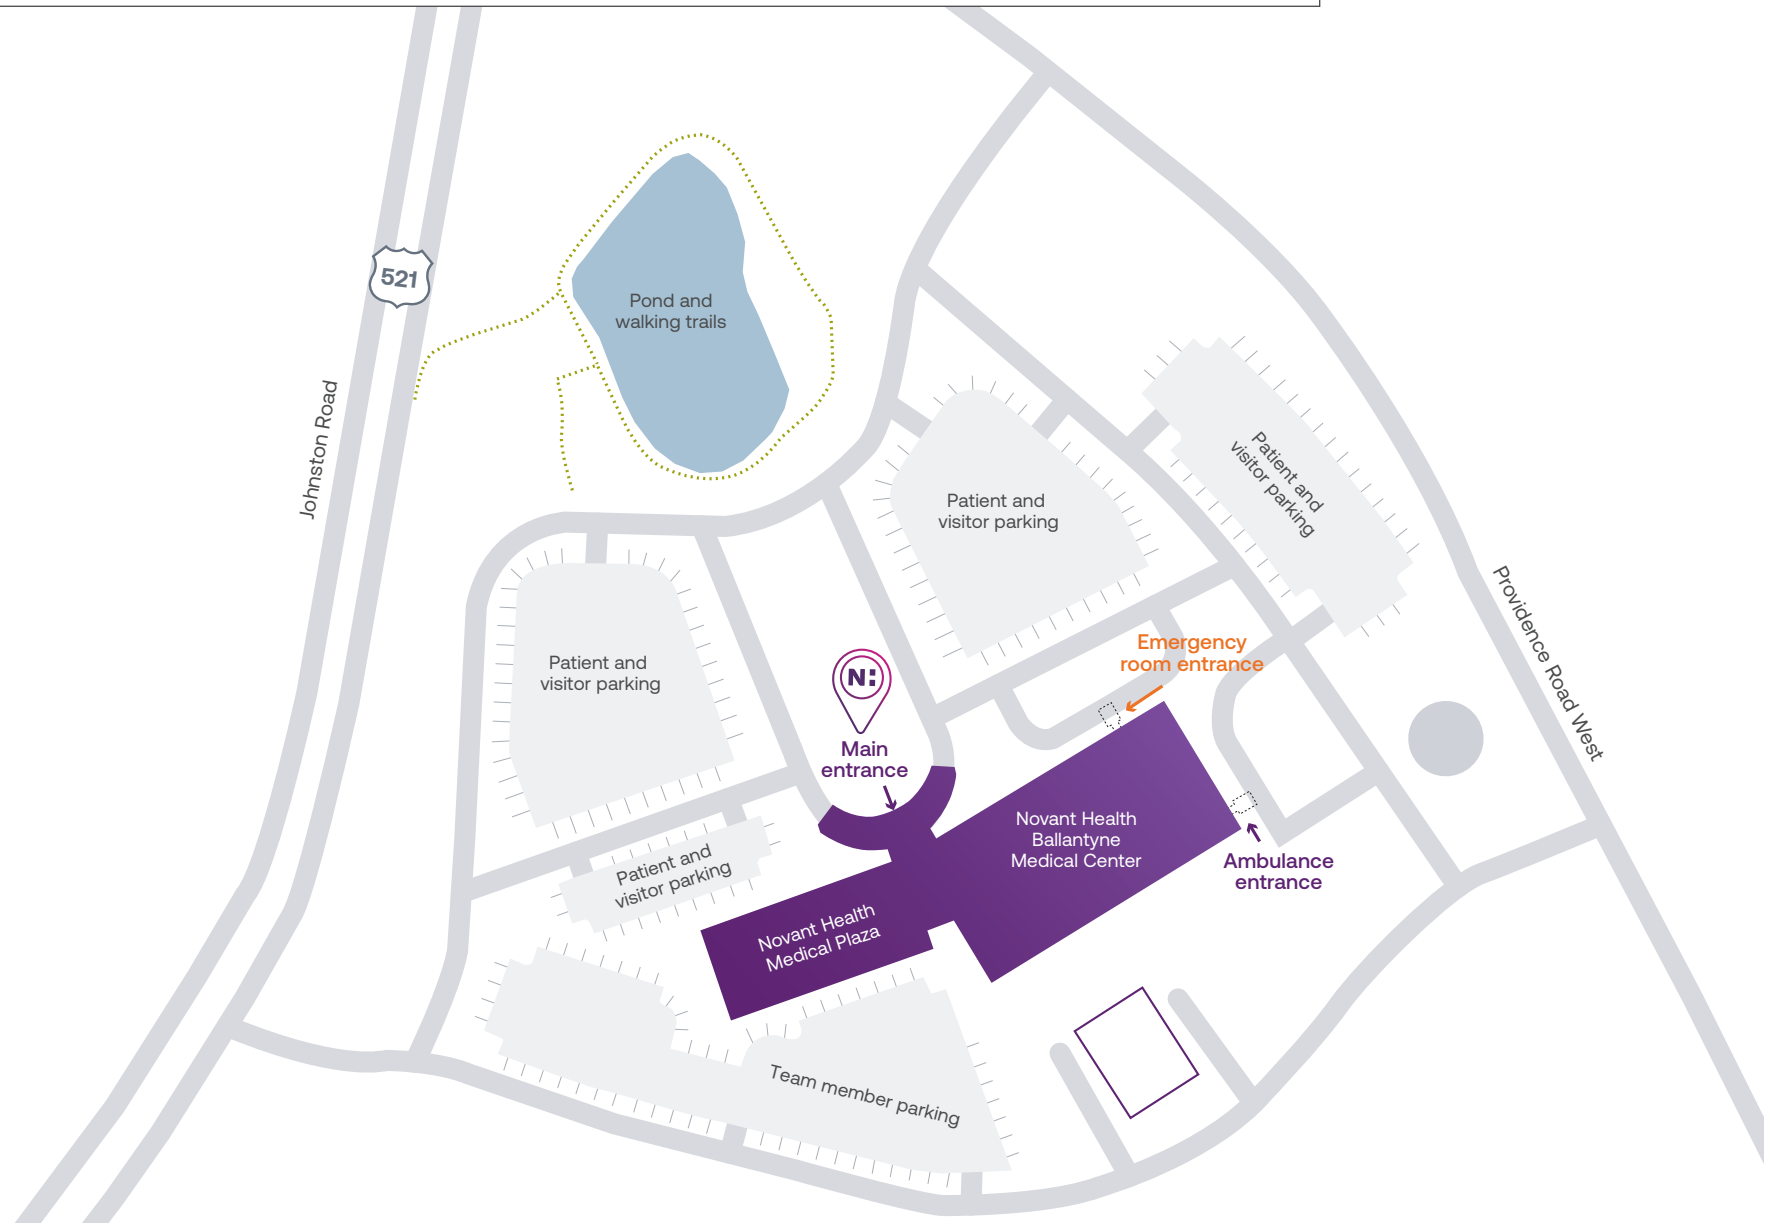 521
Johnston Road
Pond and
walking trails
Patient and
visitor parking
Patient and
visitor parking
Providence Road West
Emergency
room entrance
Patient and
visitor parking
N:
Main
entrance
Novant Health
Ballantyne
Medical Center
Ambulance
entrance
Patient and
visitor parking
Novant Health
Medical Plaza
Team member parking